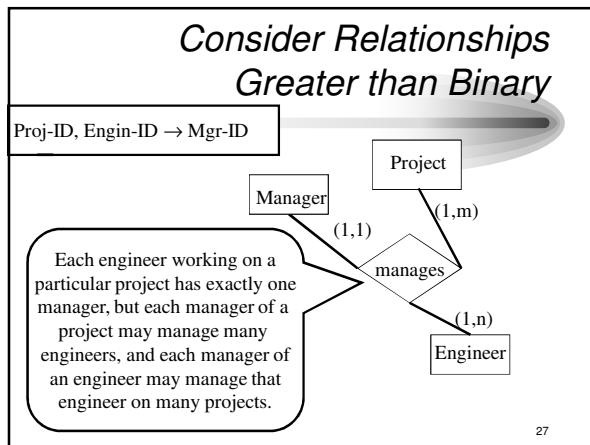 Consider Relationships
Greater than Binary
Proj-ID, Engin-ID → Mgr-ID
Project
Manager
(1,m)
(1,1)
manages
Each engineer working on a
particular project has exactly one
manager, but each manager of a
project may manage many
engineers, and each manager of
an engineer may manage that
engineer on many projects.
(1,n)
Engineer
27